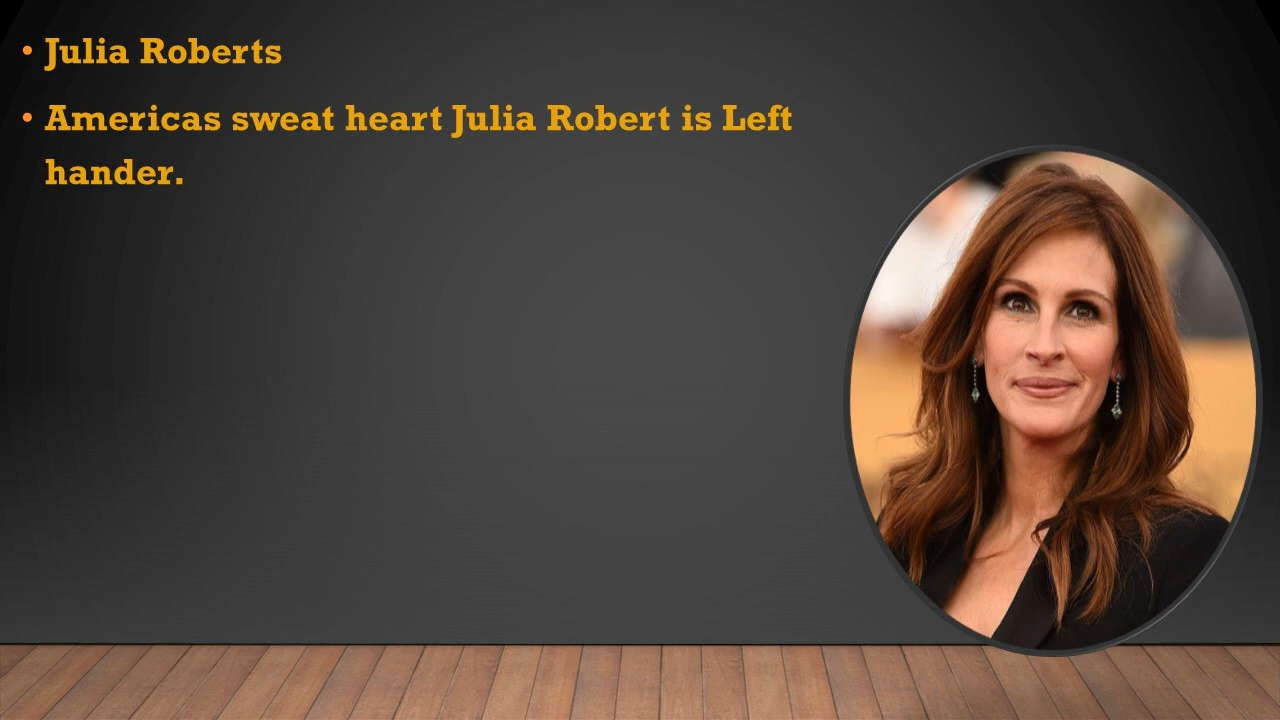 • Julia Roberts
• Americas sweat heart Julia Robert is Left
hander.